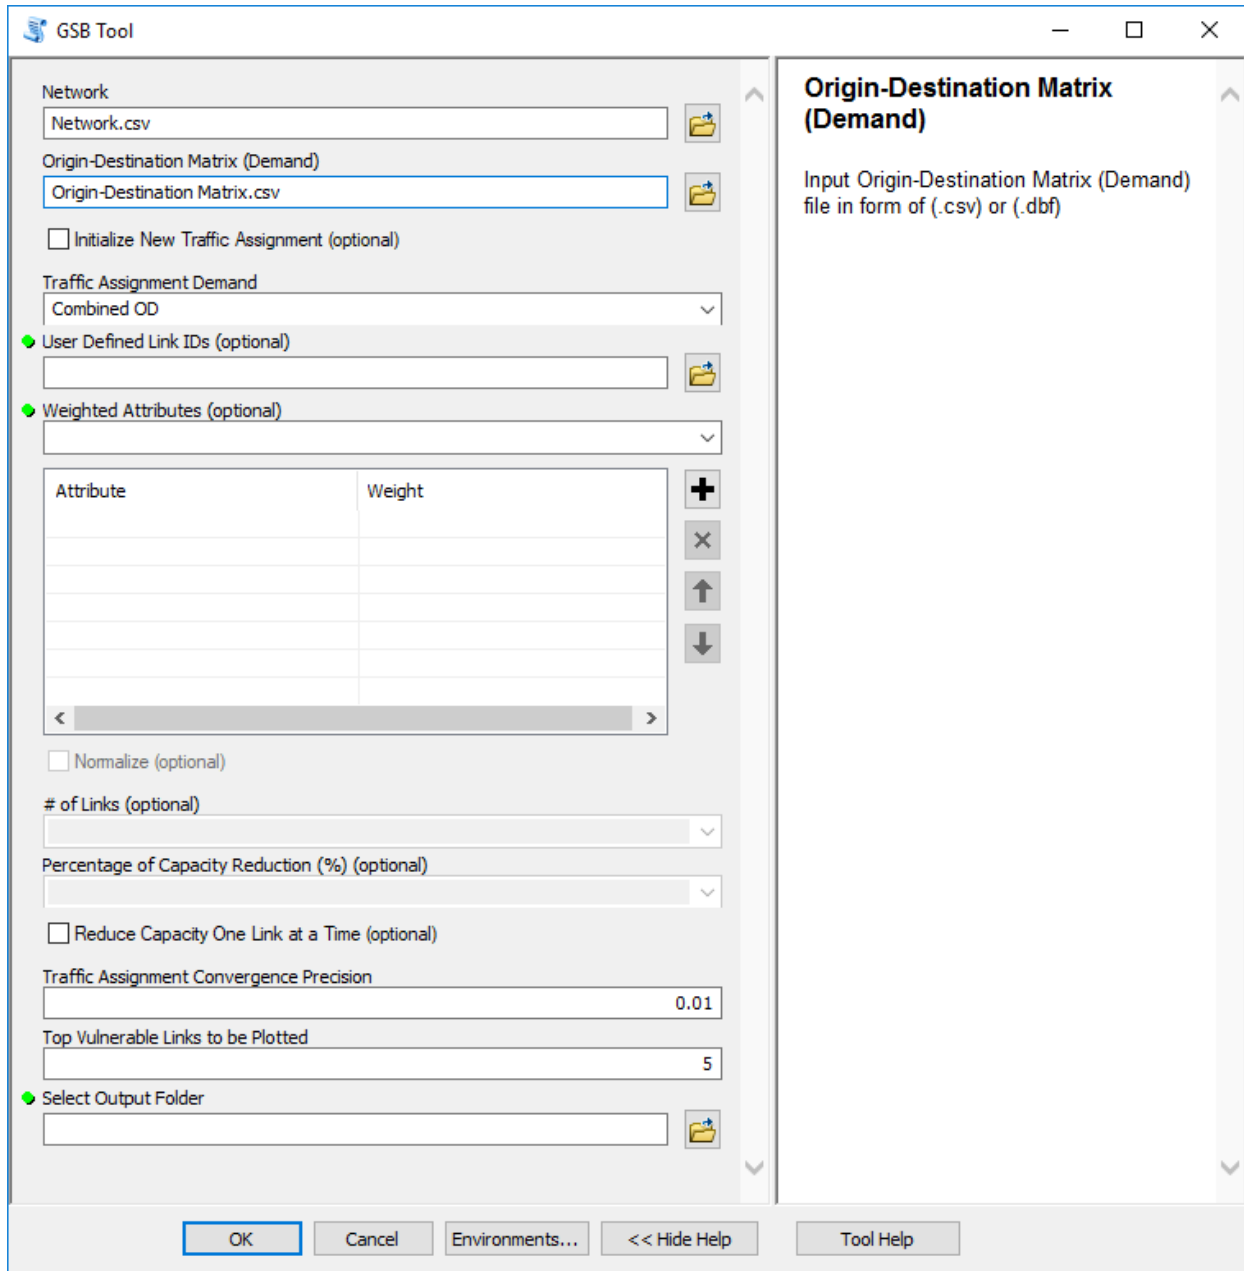 GSB Tool
Network
Network.csv
Origin-Destination Matrix (Demand)
Origin-Destination Matrix.csv
Initialize New Traffic Assignment (optional)
Traffic Assignment Demand
Combined OD
User Defined Link IDs (optional)
Weighted Attributes (optional)
Attribute Weight
Normalize (optional)
# of Links (optional)
Percentage of Capacity Reduction (%) (optional)
Reduce Capacity One Link at a Time (optional)
Traffic Assignment Convergence Precision
0.01
Top Vulnerable Links to be Plotted
5
Select Output Folder
OK Cancel Environments... << Hide Help Tool Help
Origin-Destination Matrix
(Demand)
Input Origin-Destination Matrix (Demand)
file in form of (.csv) or (.dbf)